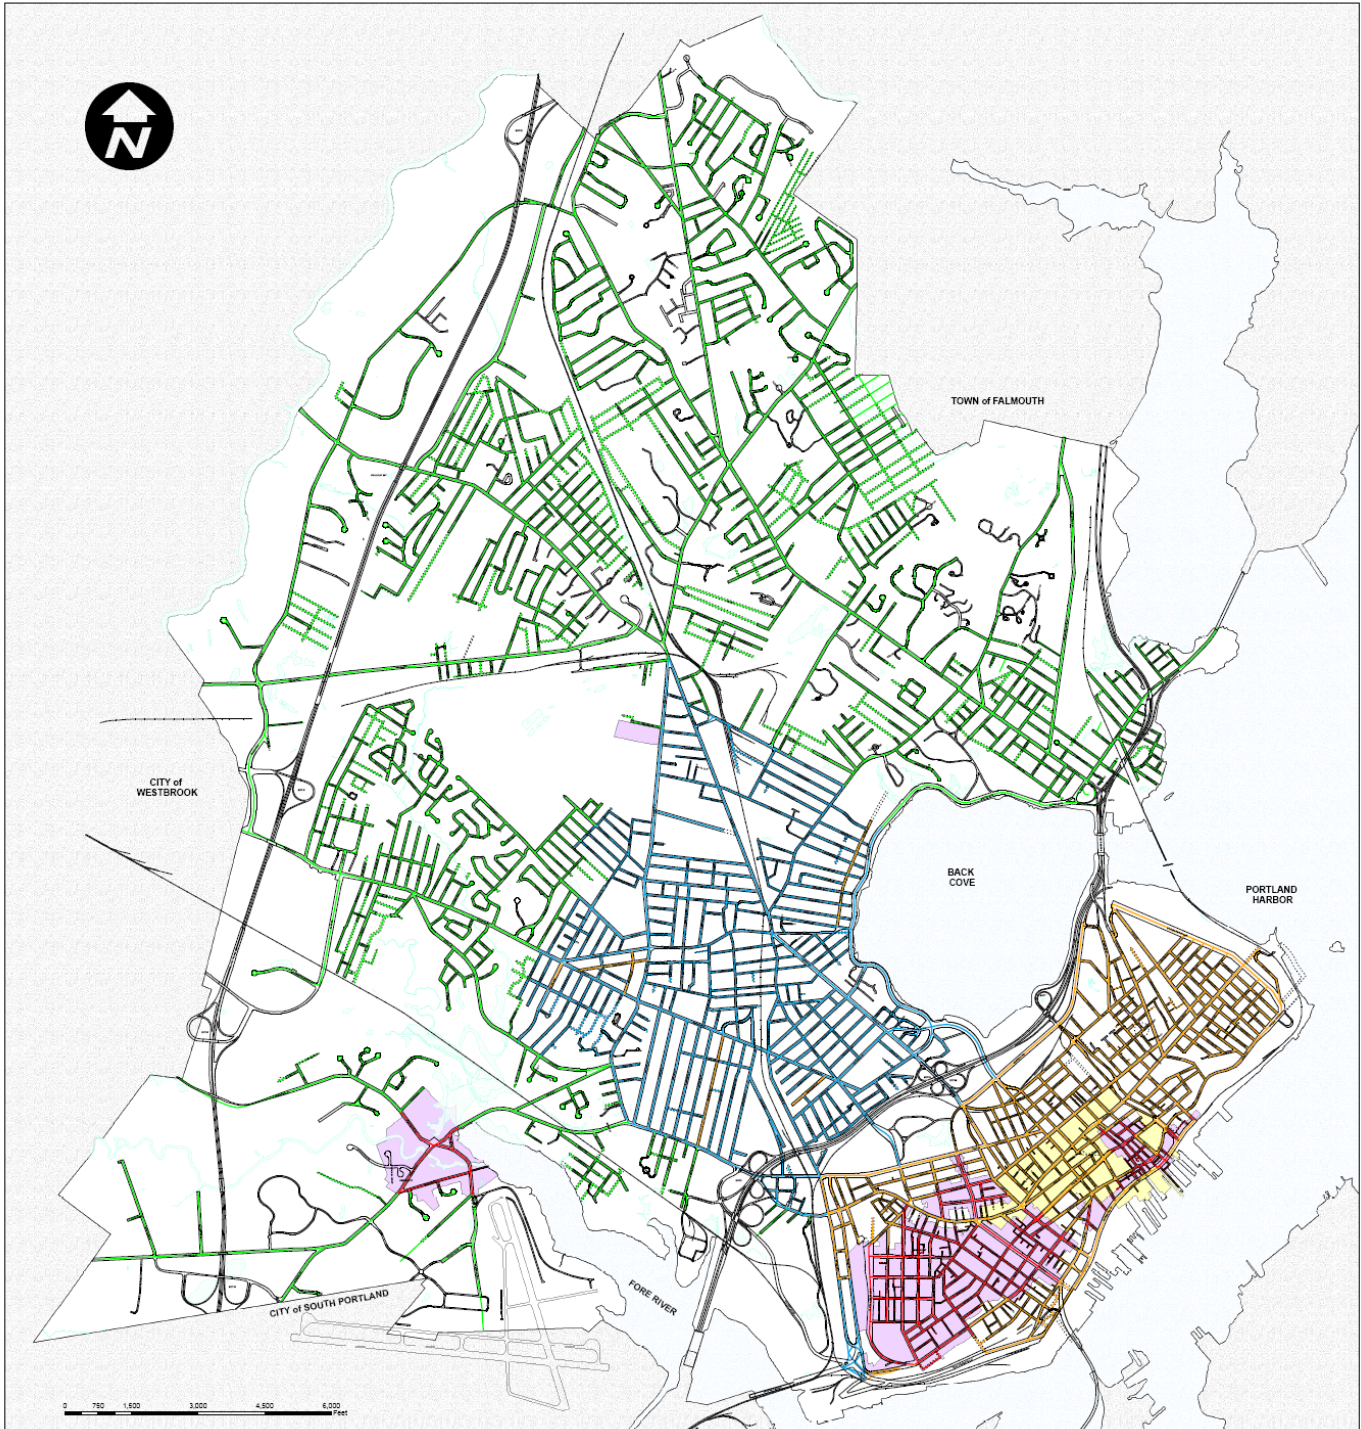 N
TOWN of FALMOUTH
CITY of
WESTBROOK
BACK
COVE
PORTLAND
HARBOR
FORE RIVER
CITY of SOUTH PORTLAND
0 750 1,500 3,000 4,500 6,000
Feet